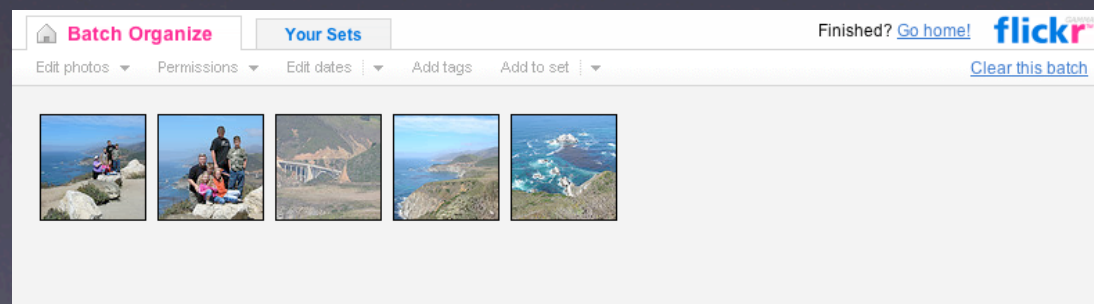 Batch Organize
Your Sets
Finished? Go home!
flickr GAMMA
Edit photos
Permissions
Edit dates
Add tags
Add to set
Clear this batch